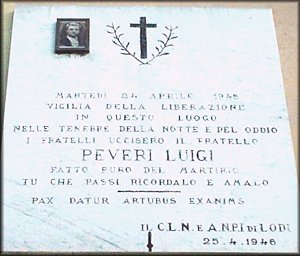 MARTEDI 24 APRILE 1945
VIGILIA DELLA LIBERAZIONE
IN QUESTO LUOGO
NELLE TENEBRE DELLA NOTTE E DEL ODDIO
I FRATELLI UCCISERO IL FRATELLO
PEVERI LUIGI
FATTO PURO DEL MARTIRIO
TU CHE PASSI RICORDALO E AMALO
PAX DATUR ARTUBUS EXANIMS
IL C.L.N. E A.N.P.I. DI LODI
25.4.1946